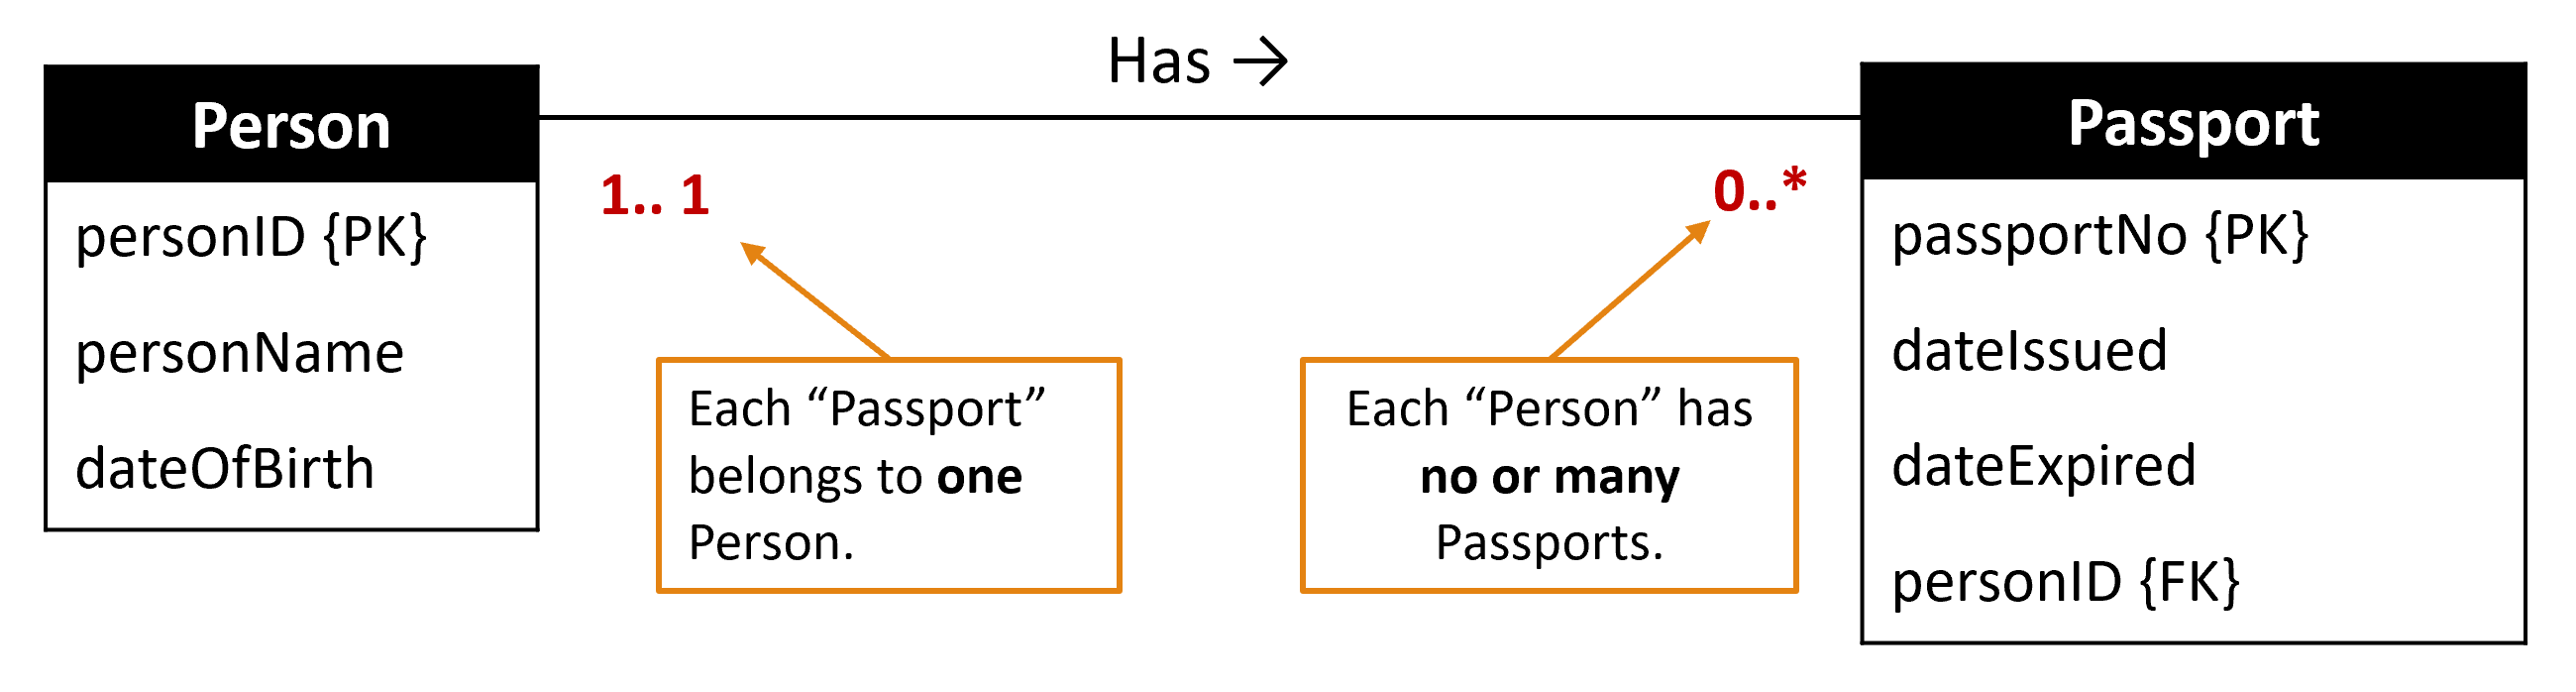 Has →
Person
Passport
1.. 1
0..*
personID {PK}
personName
dateOfBirth
Each “Passport”
belongs to one
Person.
Each “Person” has
no or many
Passports.
passportNo {PK}
dateIssued
dateExpired
personID {FK}